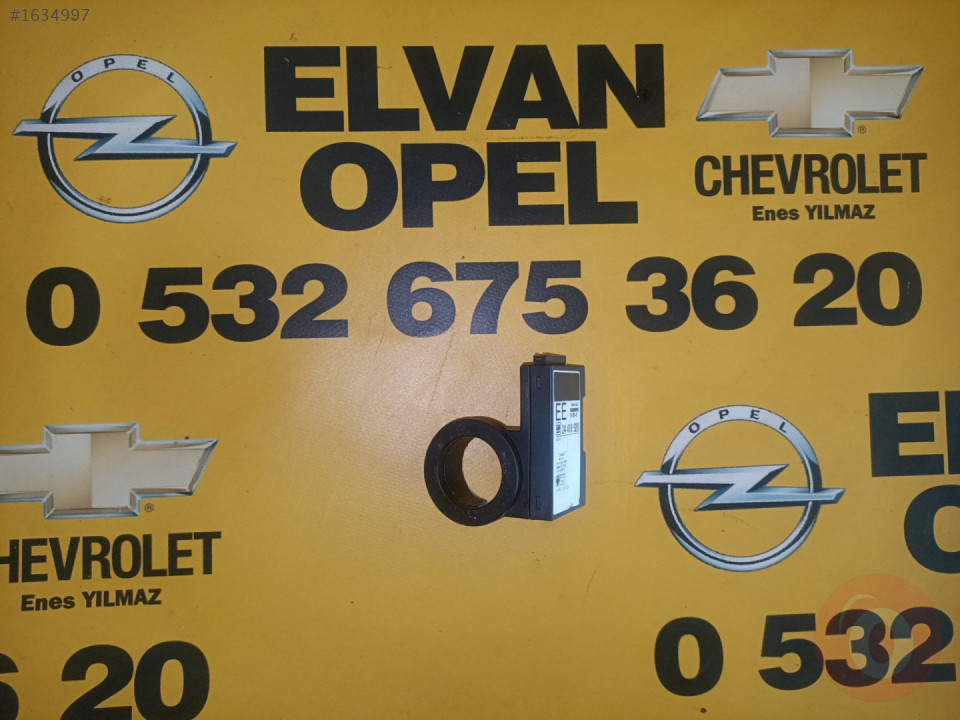 #1634997
OPEL
ELVAN
OPEL
CHEVROLET
Enes YILMAZ
0 532 675 36 20
EE
OPEL
HEVROLET
Enes YILMAZ
0 532
20